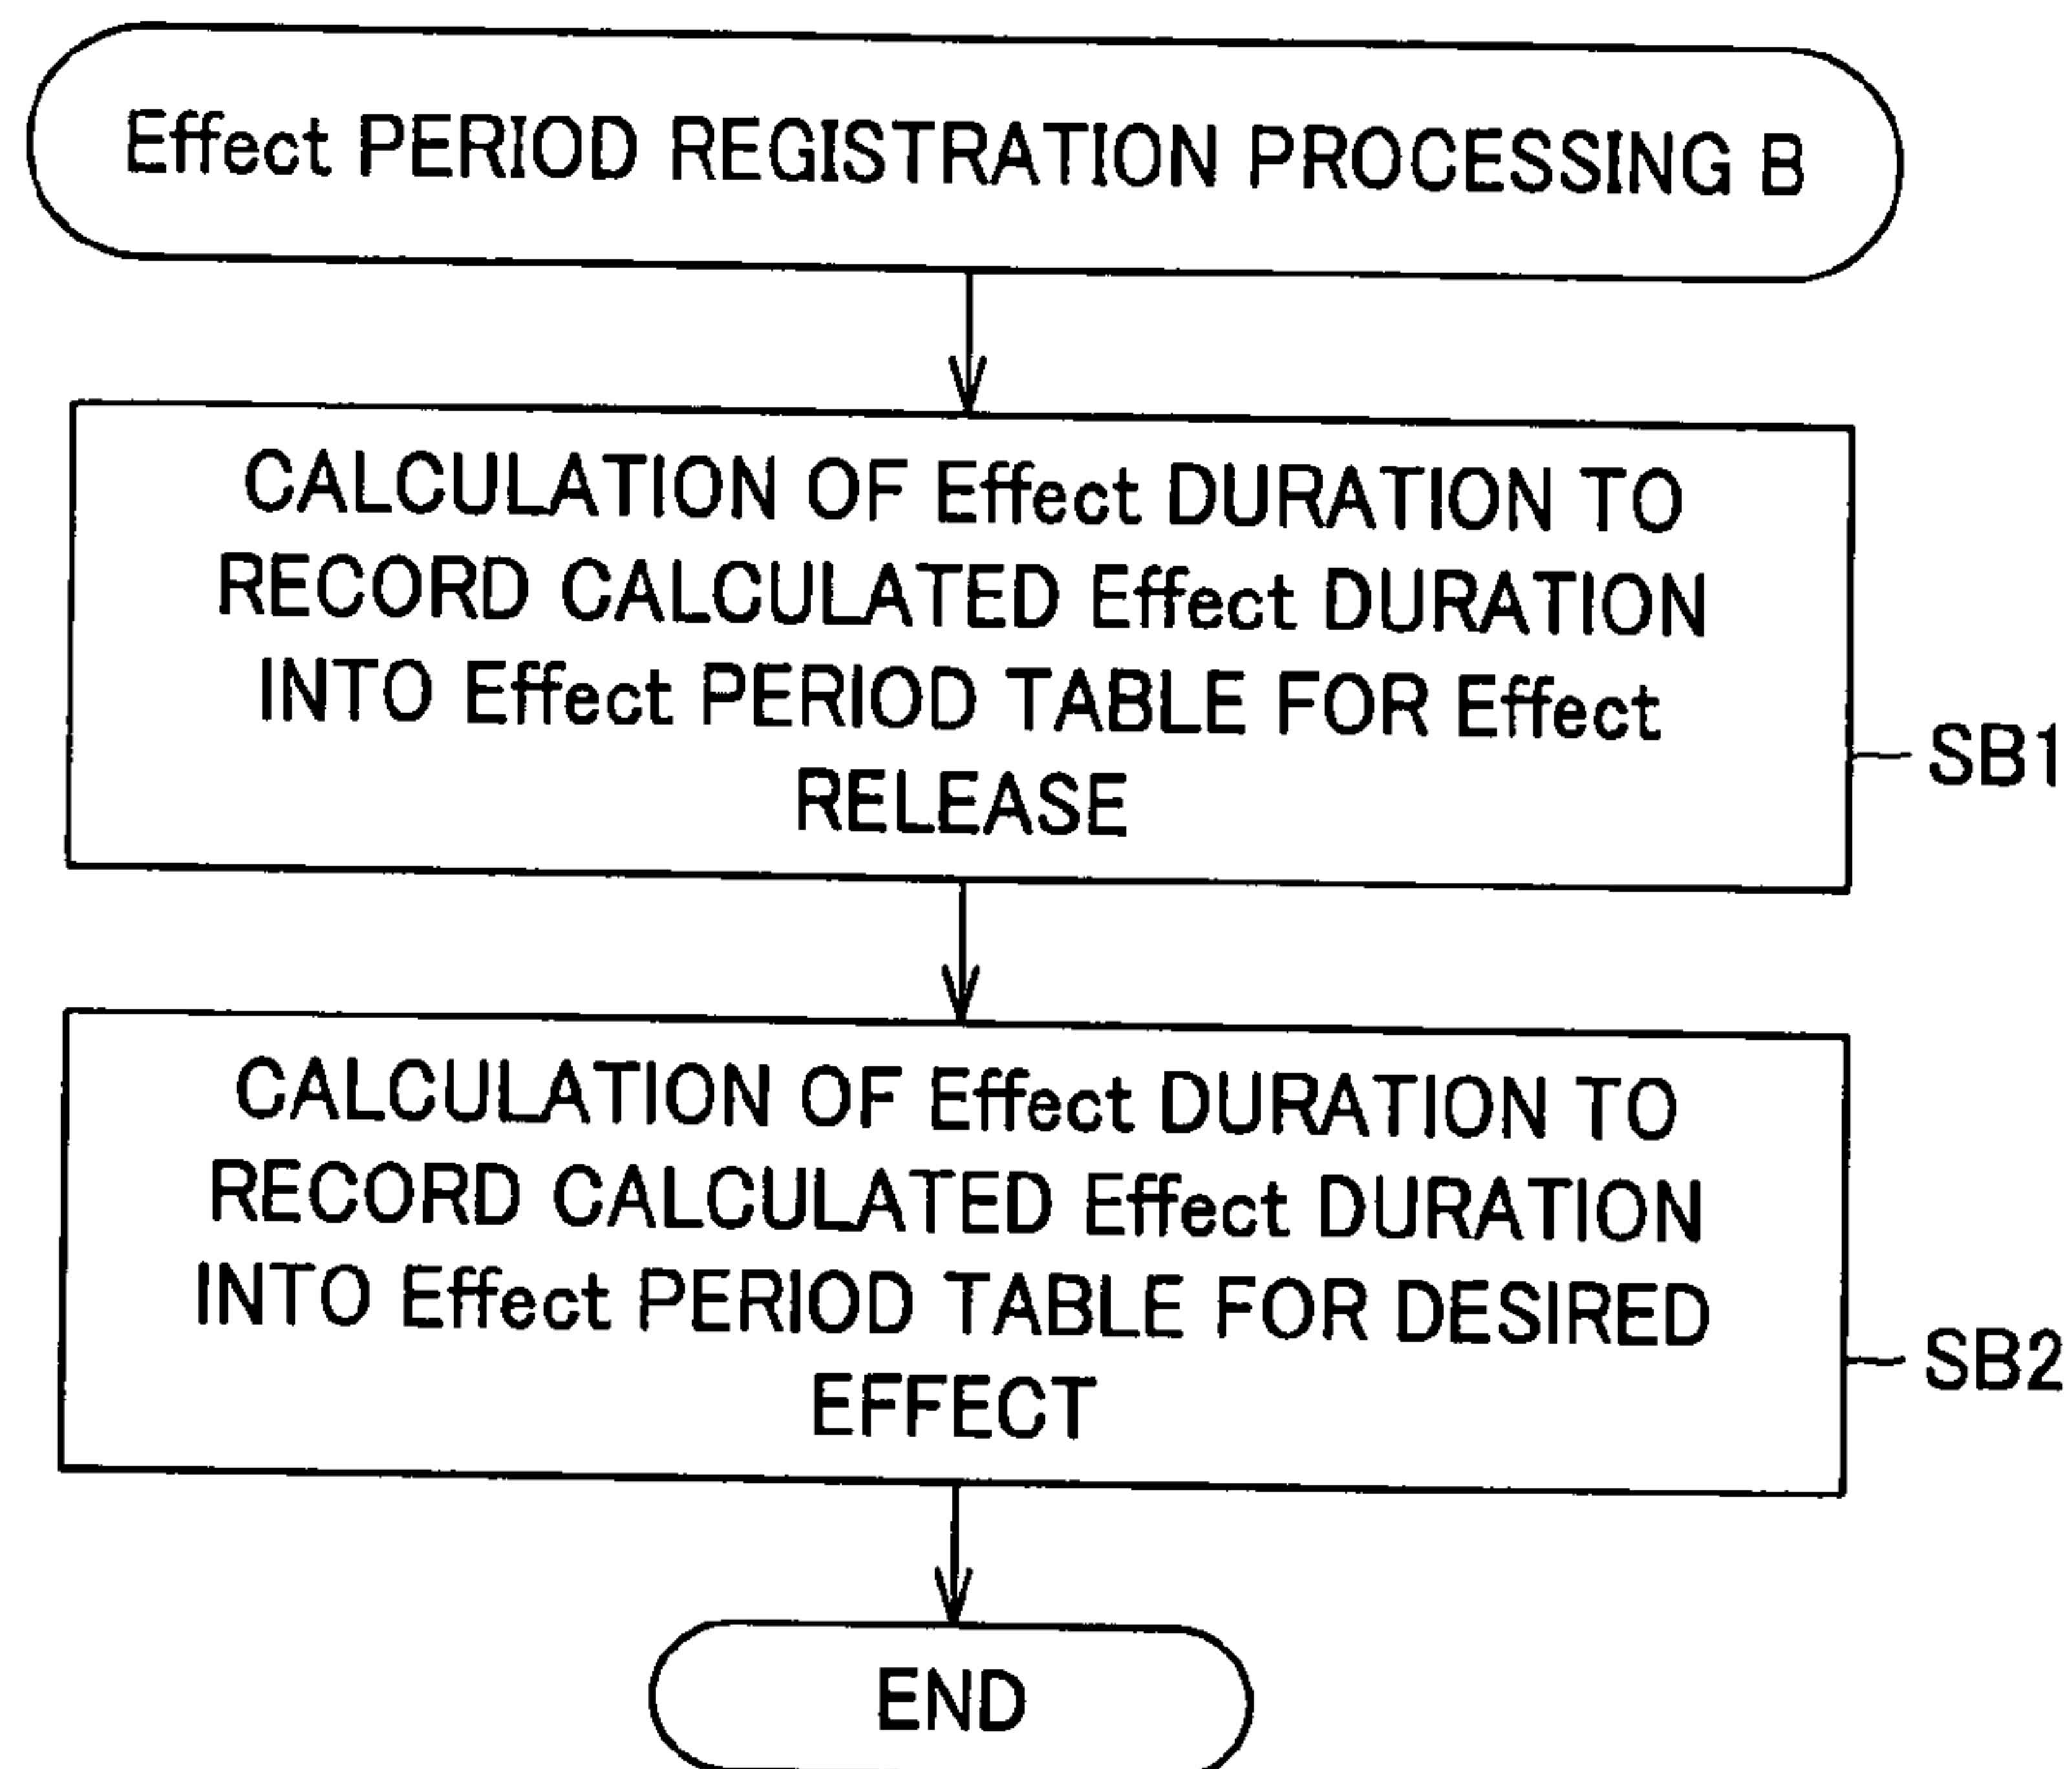 Effect PERIOD REGISTRATION PROCESSING B
CALCULATION OF Effect DURATION TO
RECORD CALCULATED Effect DURATION
INTO Effect PERIOD TABLE FOR Effect
RELEASE
SB1
CALCULATION OF Effect DURATION TO
RECORD CALCULATED Effect DURATION
INTO Effect PERIOD TABLE FOR DESIRED
EFFECT
SB2
END